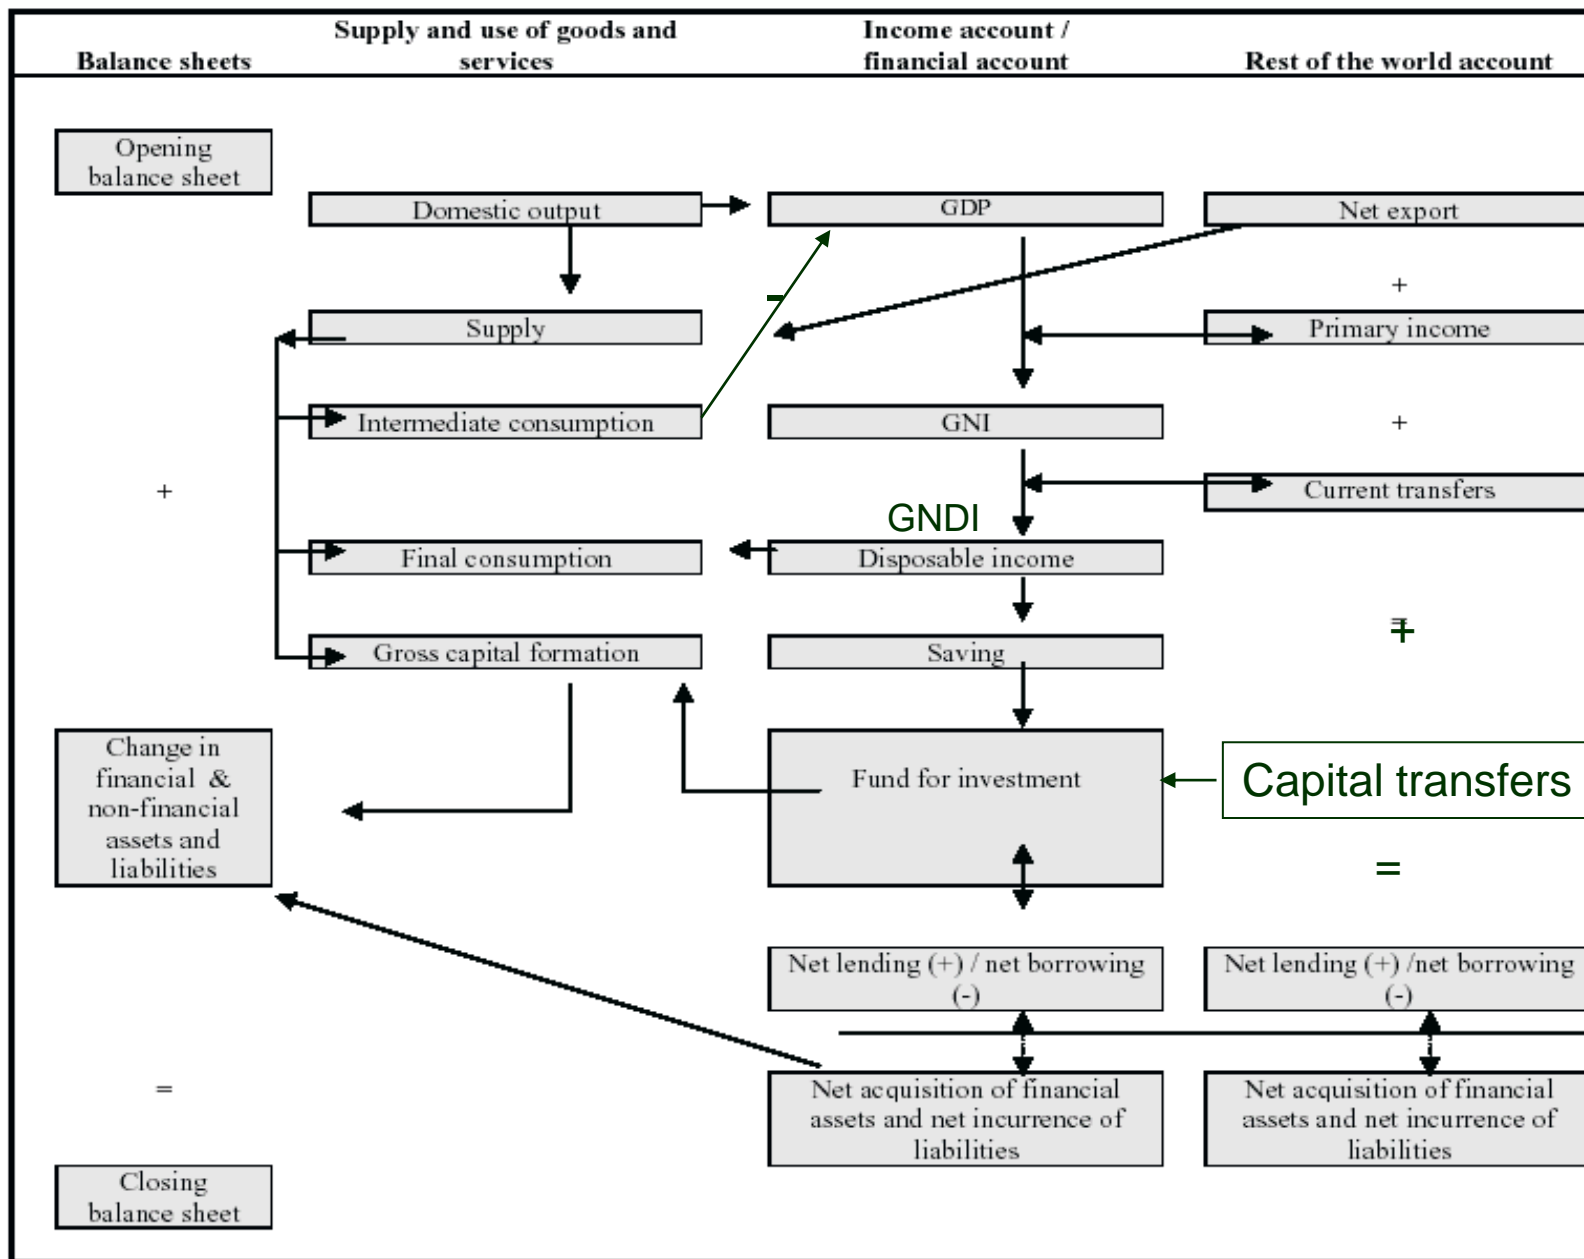 Balance sheets
Supply and use of goods and
services
Income account /
financial account
Rest of the world account
Opening
balance sheet
Domestic output
GDP
Net export
+
-
Supply
Primary income
Intermediate consumption
GNI
+
+
Current transfers
GNDI
Final consumption
Disposable income
Gross capital formation
Saving
+
Change in
financial &
non-financial
assets and
liabilities
Fund for investment
Capital transfers
=
Net lending (+) / net borrowing
(-)
Net lending (+) /net borrowing
(-)
=
Net acquisition of financial
assets and net incurrence of
liabilities
Net acquisition of financial
assets and net incurrence of
liabilities
Closing
balance sheet